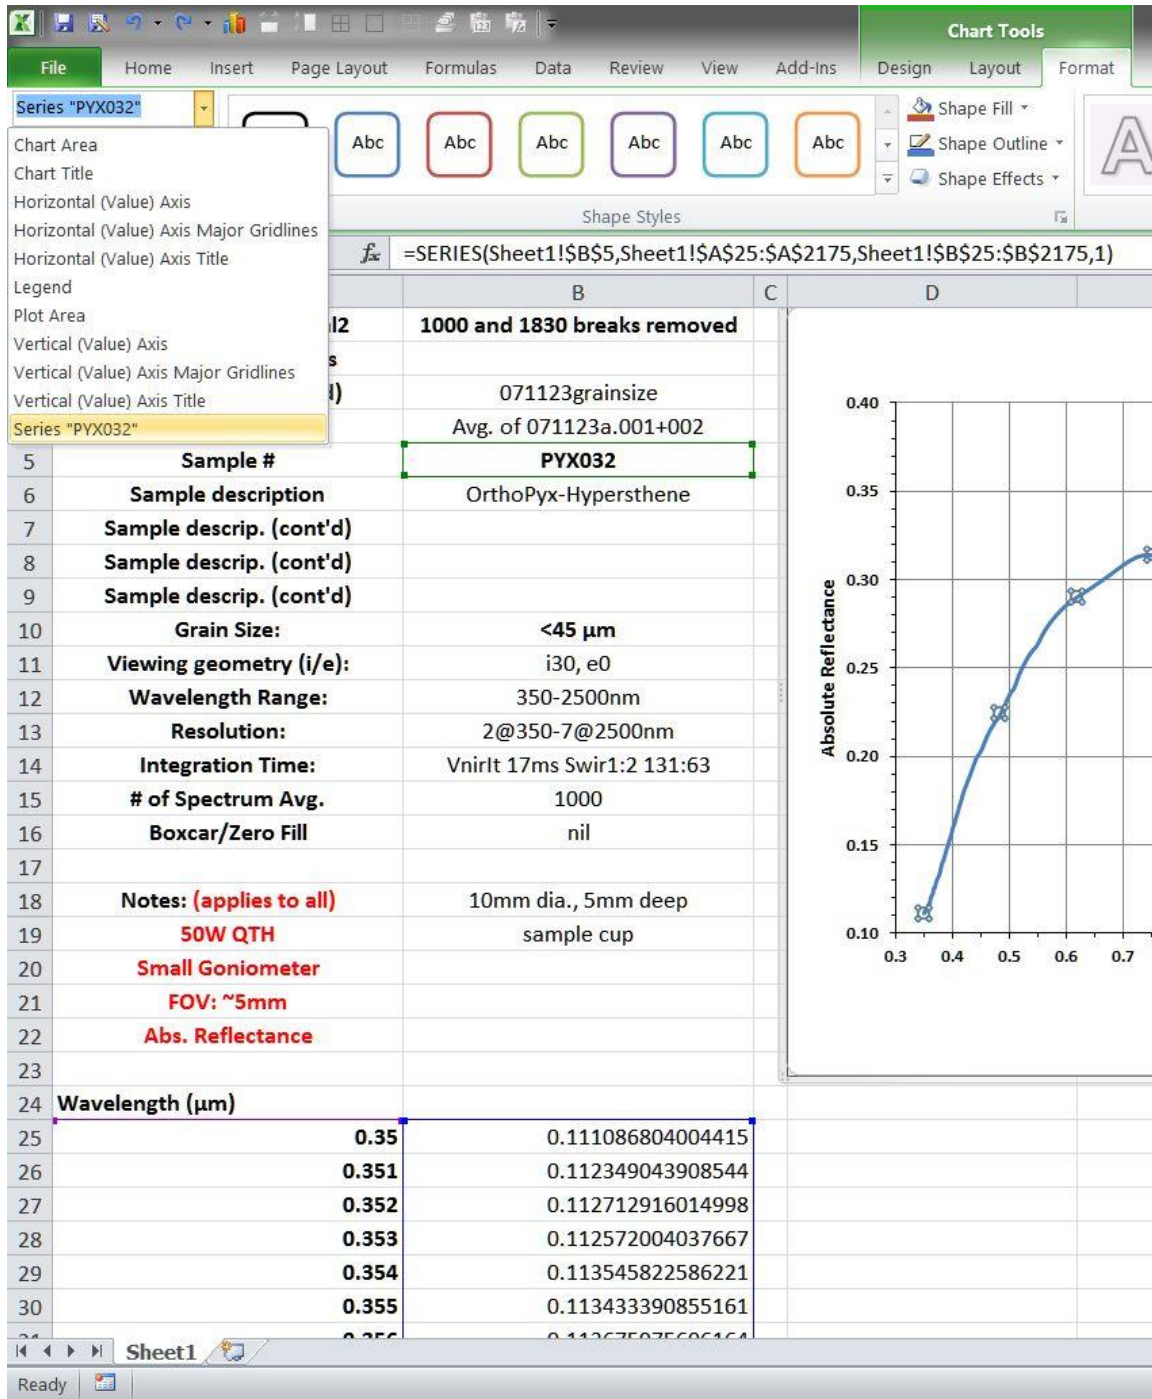 Chart Tools
File Home Insert Page Layout Formulas Data Review View Add-Ins Design Layout Format
Series "PYX032"
Chart Area
Chart Title
Horizontal (Value) Axis
Horizontal (Value) Axis Major Gridlines
Horizontal (Value) Axis Title
Legend
Plot Area
Vertical (Value) Axis
Vertical (Value) Axis Major Gridlines
Vertical (Value) Axis Title
Series "PYX032"
Abc Abc Abc Abc Abc Abc
Shape Fill
Shape Outline
Shape Effects
A
Shape Styles
fx =SERIES(Sheet1!$B$5,Sheet1!$A$25:$A$2175,Sheet1!$B$25:$B$2175,1)
B C D
1000 and 1830 breaks removed
071123grainsize
Avg. of 071123a.001+002
5 Sample # PYX032
6 Sample description OrthoPyx-Hypersthene
7 Sample descrip. (cont'd)
8 Sample descrip. (cont'd)
9 Sample descrip. (cont'd)
10 Grain Size: <45 µm
11 Viewing geometry (i/e): i30, e0
12 Wavelength Range: 350-2500nm
13 Resolution: 2@350-7@2500nm
14 Integration Time: VnirIt 17ms Swir1:2 131:63
15 # of Spectrum Avg. 1000
16 Boxcar/Zero Fill nil
17
18 Notes: (applies to all) 10mm dia., 5mm deep
19 50W QTH sample cup
20 Small Goniometer
21 FOV: ~5mm
22 Abs. Reflectance
23
24 Wavelength (µm)
25 0.35 0.111086804004415
26 0.351 0.112349043908544
27 0.352 0.112712916014998
28 0.353 0.112572004037667
29 0.354 0.113545822586221
30 0.355 0.113433390855161
Absolute Reflectance
0.40
0.35
0.30
0.25
0.20
0.15
0.10
0.3 0.4 0.5 0.6 0.7
Sheet1
Ready